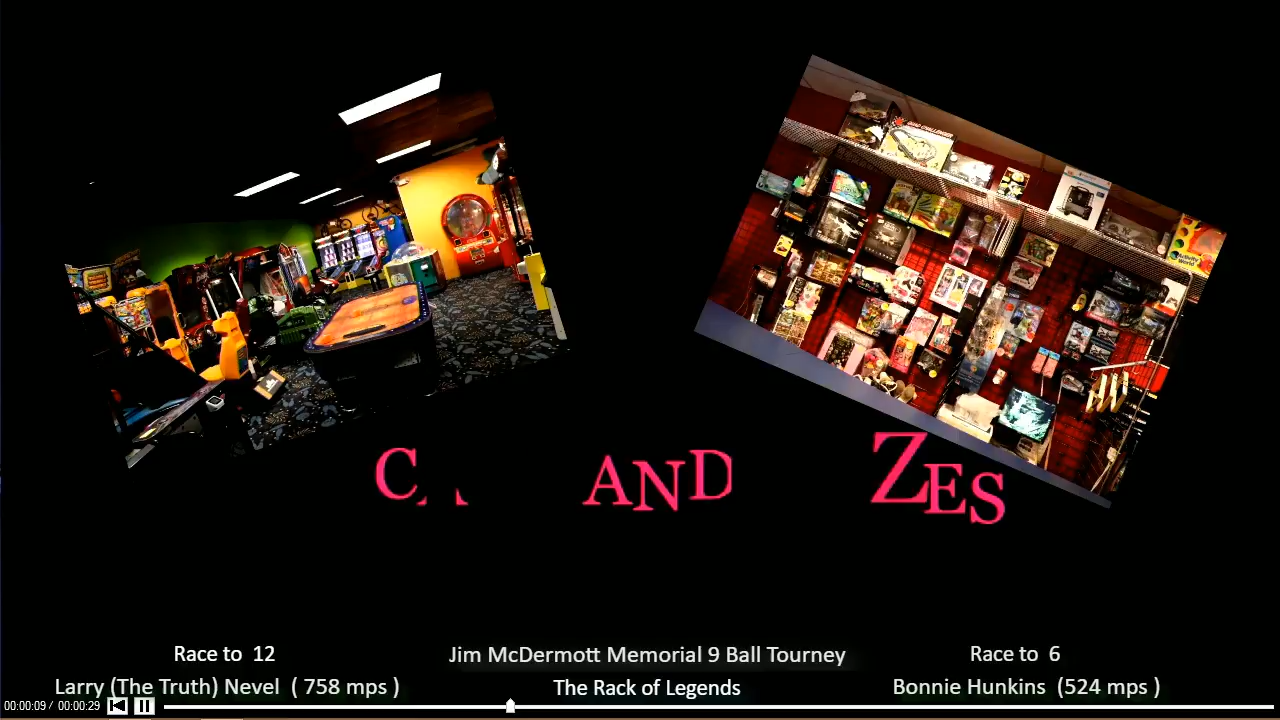 C AND ZES
Race to 12
Jim McDermott Memorial 9 Ball Tourney
Race to 6
Larry (The Truth) Nevel ( 758 mps )
The Rack of Legends
Bonnie Hunkins (524 mps )
00:00:09 / 00:00:29